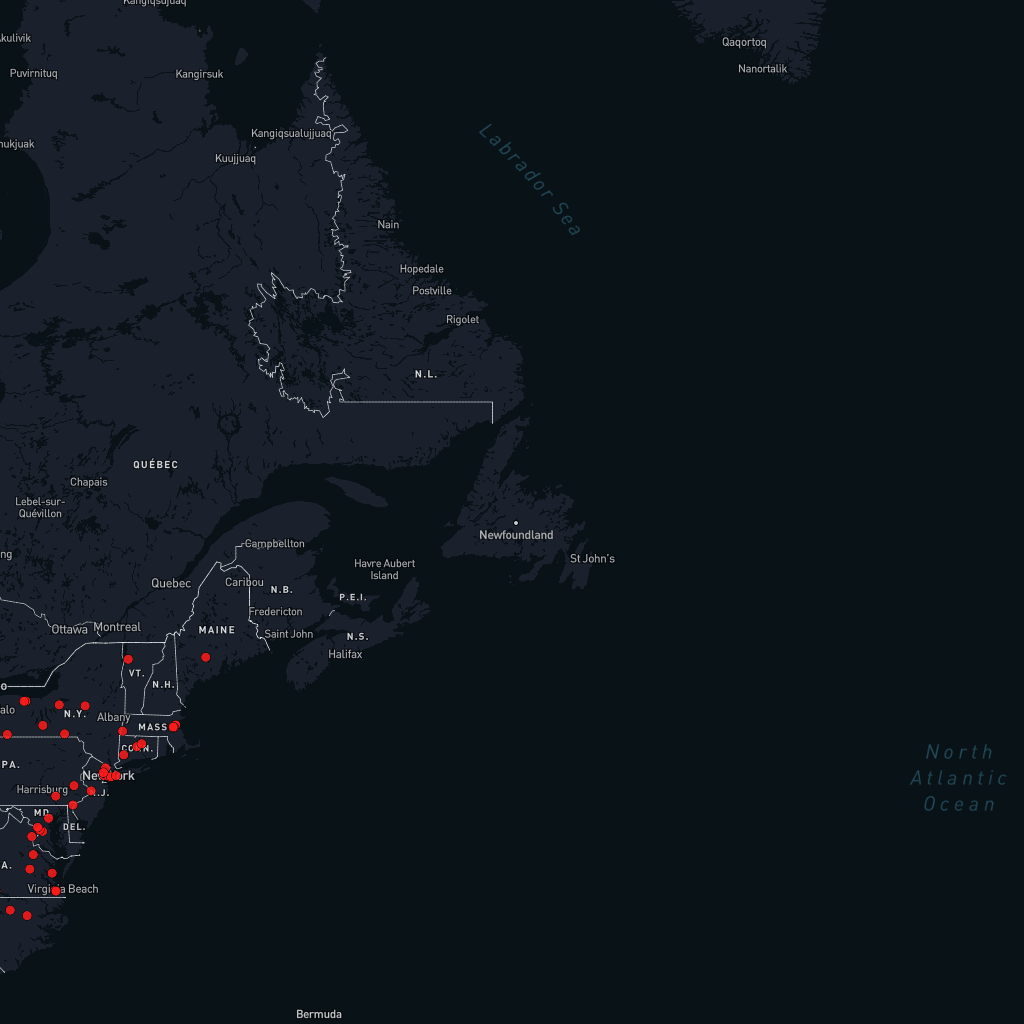 Kangiqsujuaq
Akulivik
Qaqortoq
Puvirnituq
Kangirsuk
Nanortalik
Kangiqsualujjuaq
Labrador Sea
Kuujjuaq
Nain
Hopedale
Postville
Rigolet
N.L.
QUÉBEC
Chapais
Lebel-sur-
Quévillon
Newfoundland
Campbellton
St John's
Havre Aubert
Island
Quebec
Caribou
N.B.
P.E.I.
Fredericton
Ottawa
Montreal
MAINE
Saint John
N.S.
Halifax
VT.
N.H.
O
alo
N.Y.
Albany
MASS
CONN.
North
Atlantic
Ocean
PA.
New York
Harrisburg
N.J.
MD.
DEL.
A.
Virginia Beach
Bermuda